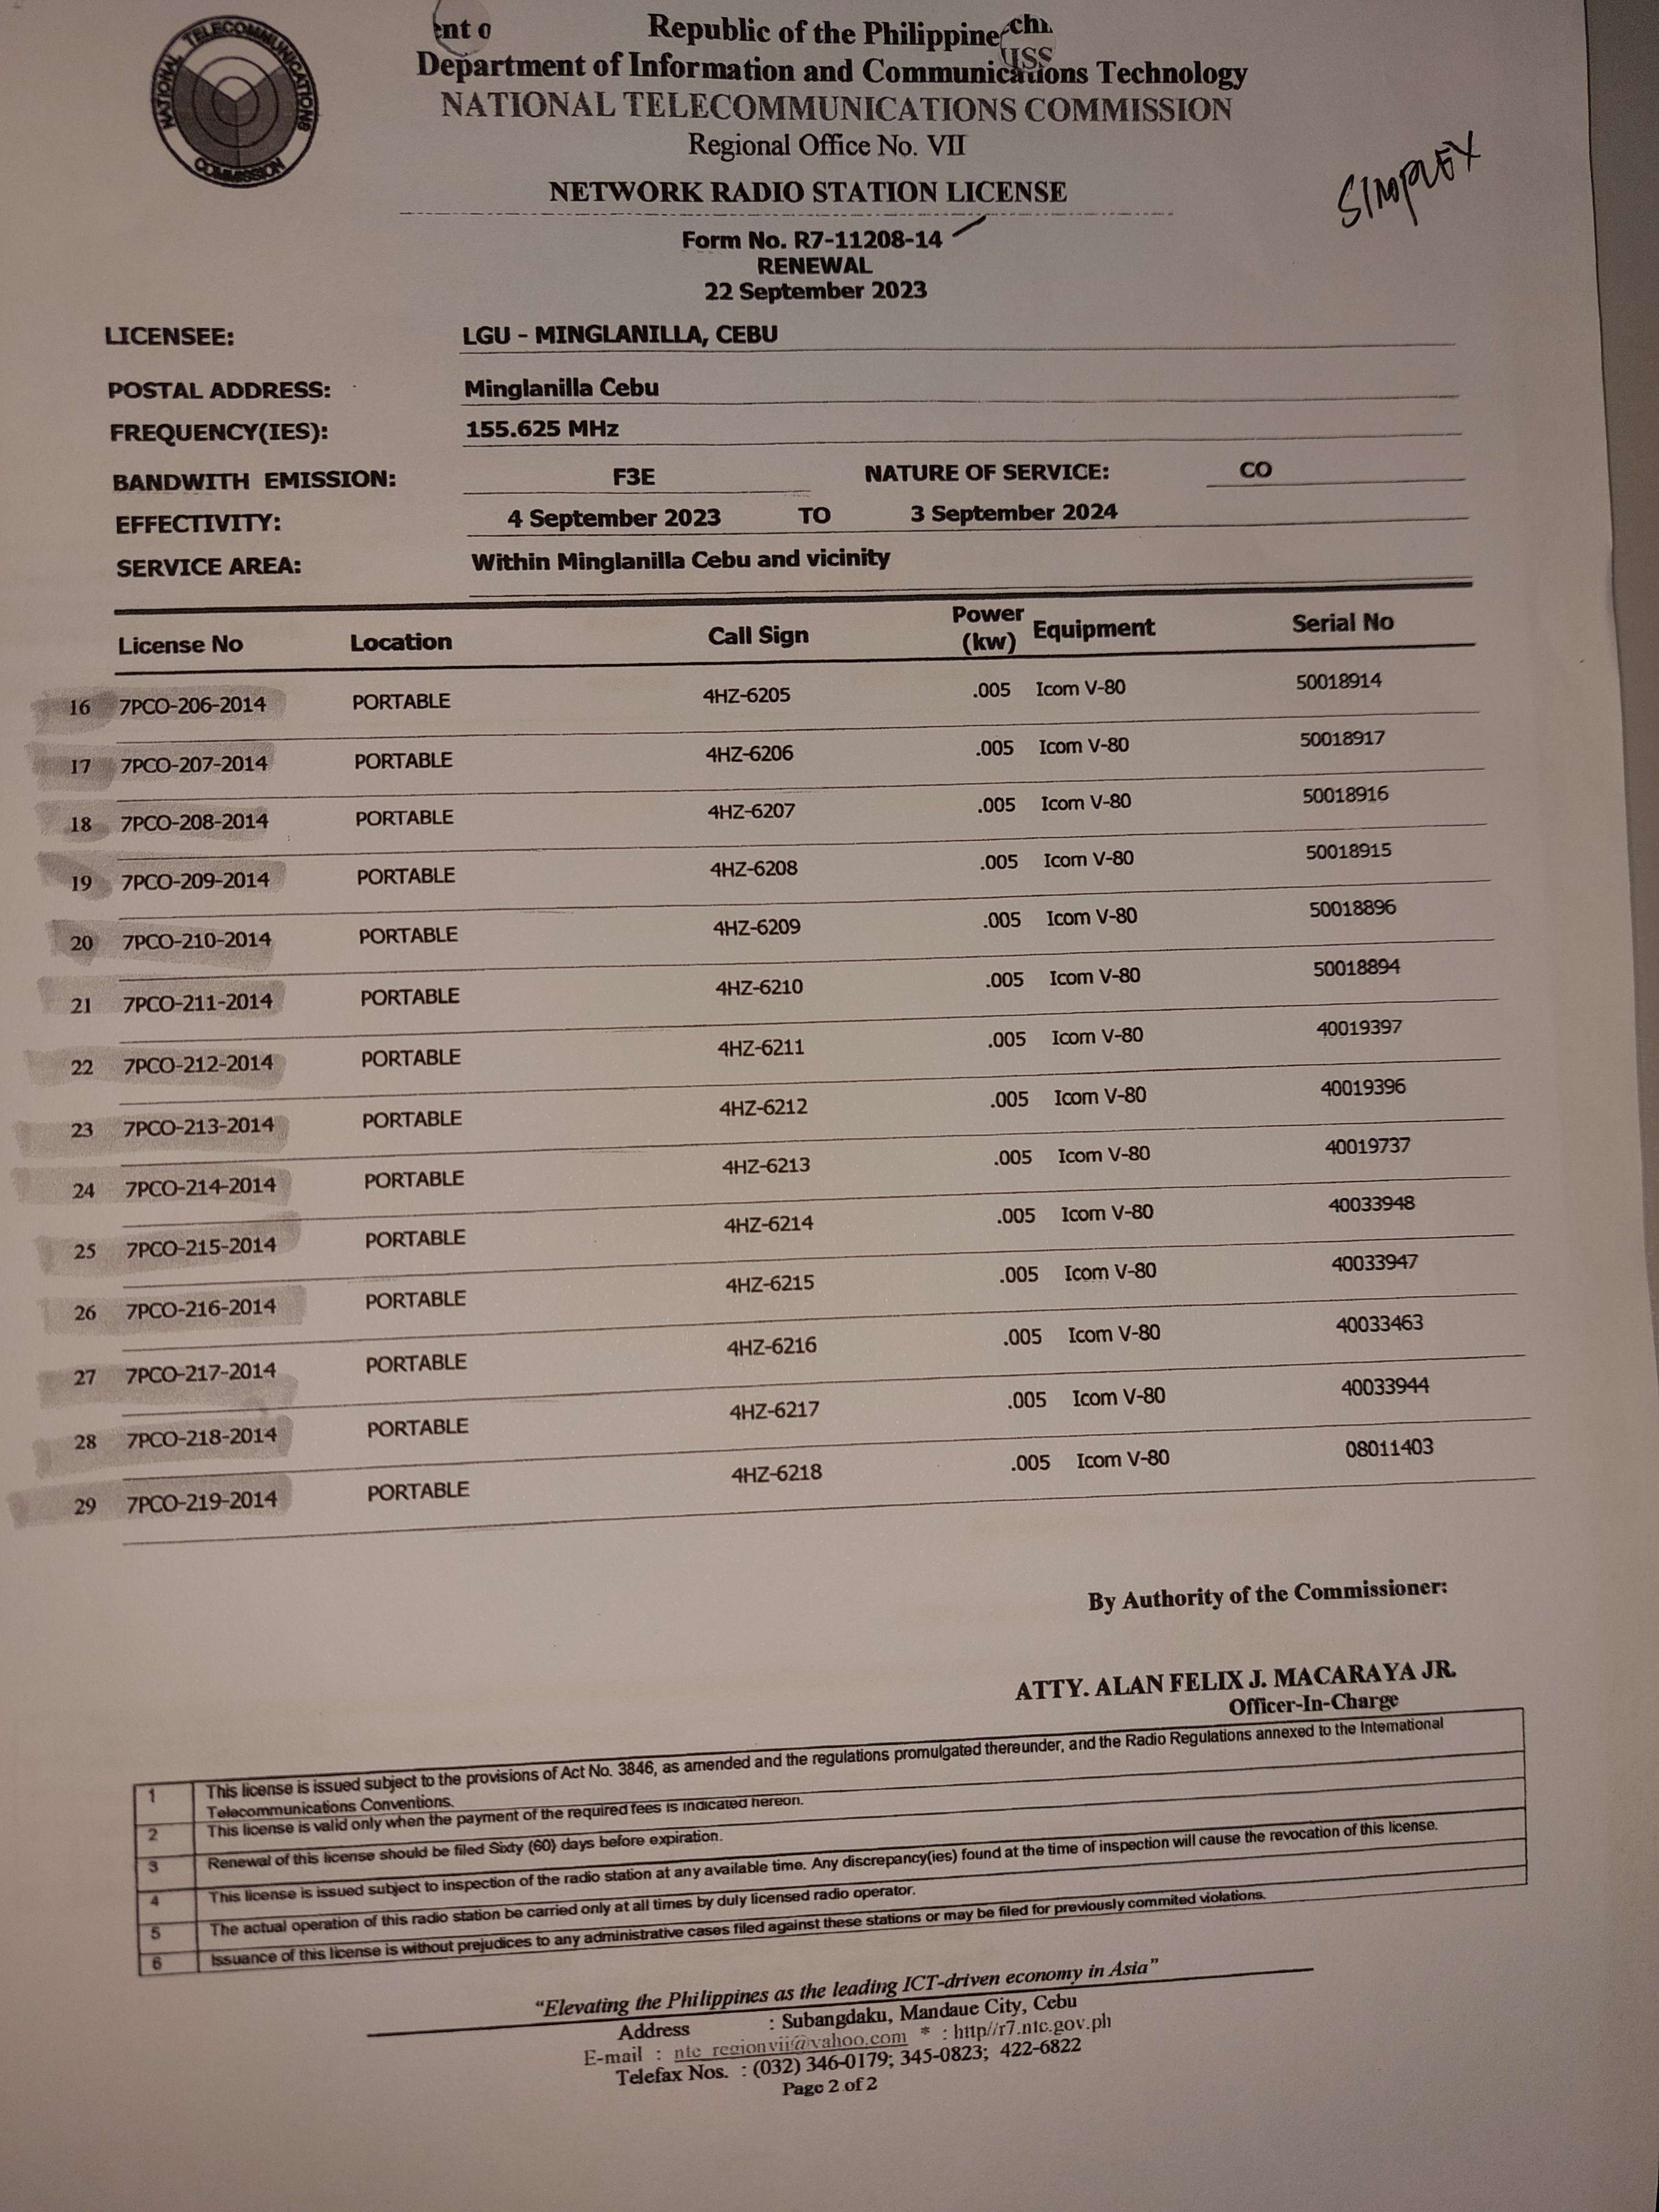 NATIONAL TELECOMMUNICATIONS COMMISSION
ent o
Republic of the Philippine
chn
USS
Department of Information and Communications Technology
NATIONAL TELECOMMUNICATIONS COMMISSION
Regional Office No. VII
SIMPLEX
NETWORK RADIO STATION LICENSE
Form No. R7-11208-14
RENEWAL
22 September 2023
LICENSEE: LGU - MINGLANILLA, CEBU
POSTAL ADDRESS: Minglanilla Cebu
FREQUENCY(IES): 155.625 MHz
BANDWITH EMISSION: F3E NATURE OF SERVICE: CO
EFFECTIVITY: 4 September 2023 TO 3 September 2024
SERVICE AREA: Within Minglanilla Cebu and vicinity
License No Location Call Sign Power (kw) Equipment Serial No
16 7PCO-206-2014 PORTABLE 4HZ-6205 .005 Icom V-80 50018914
17 7PCO-207-2014 PORTABLE 4HZ-6206 .005 Icom V-80 50018917
18 7PCO-208-2014 PORTABLE 4HZ-6207 .005 Icom V-80 50018916
19 7PCO-209-2014 PORTABLE 4HZ-6208 .005 Icom V-80 50018915
20 7PCO-210-2014 PORTABLE 4HZ-6209 .005 Icom V-80 50018896
21 7PCO-211-2014 PORTABLE 4HZ-6210 .005 Icom V-80 50018894
22 7PCO-212-2014 PORTABLE 4HZ-6211 .005 Icom V-80 40019397
23 7PCO-213-2014 PORTABLE 4HZ-6212 .005 Icom V-80 40019396
24 7PCO-214-2014 PORTABLE 4HZ-6213 .005 Icom V-80 40019737
25 7PCO-215-2014 PORTABLE 4HZ-6214 .005 Icom V-80 40033948
26 7PCO-216-2014 PORTABLE 4HZ-6215 .005 Icom V-80 40033947
27 7PCO-217-2014 PORTABLE 4HZ-6216 .005 Icom V-80 40033463
28 7PCO-218-2014 PORTABLE 4HZ-6217 .005 Icom V-80 40033944
29 7PCO-219-2014 PORTABLE 4HZ-6218 .005 Icom V-80 08011403
By Authority of the Commissioner:
ATTY. ALAN FELIX J. MACARAYA JR.
Officer-In-Charge
1 This license is issued subject to the provisions of Act No. 3846, as amended and the regulations promulgated thereunder, and the Radio Regulations annexed to the International
Telecommunications Conventions.
2 This license is valid only when the payment of the required fees is indicated hereon.
3 Renewal of this license should be filed Sixty (60) days before expiration.
4 This license is issued subject to inspection of the radio station at any available time. Any discrepancy(ies) found at the time of inspection will cause the revocation of this license.
5 The actual operation of this radio station be carried only at all times by duly licensed radio operator.
6 Issuance of this license is without prejudices to any administrative cases filed against these stations or may be filed for previously commited violations.
“Elevating the Philippines as the leading ICT-driven economy in Asia”
Address : Subangdaku, Mandaue City, Cebu
E-mail : ntc_regionvii@yahoo.com * : http//r7.ntc.gov.ph
Telefax Nos. : (032) 346-0179; 345-0823; 422-6822
Page 2 of 2